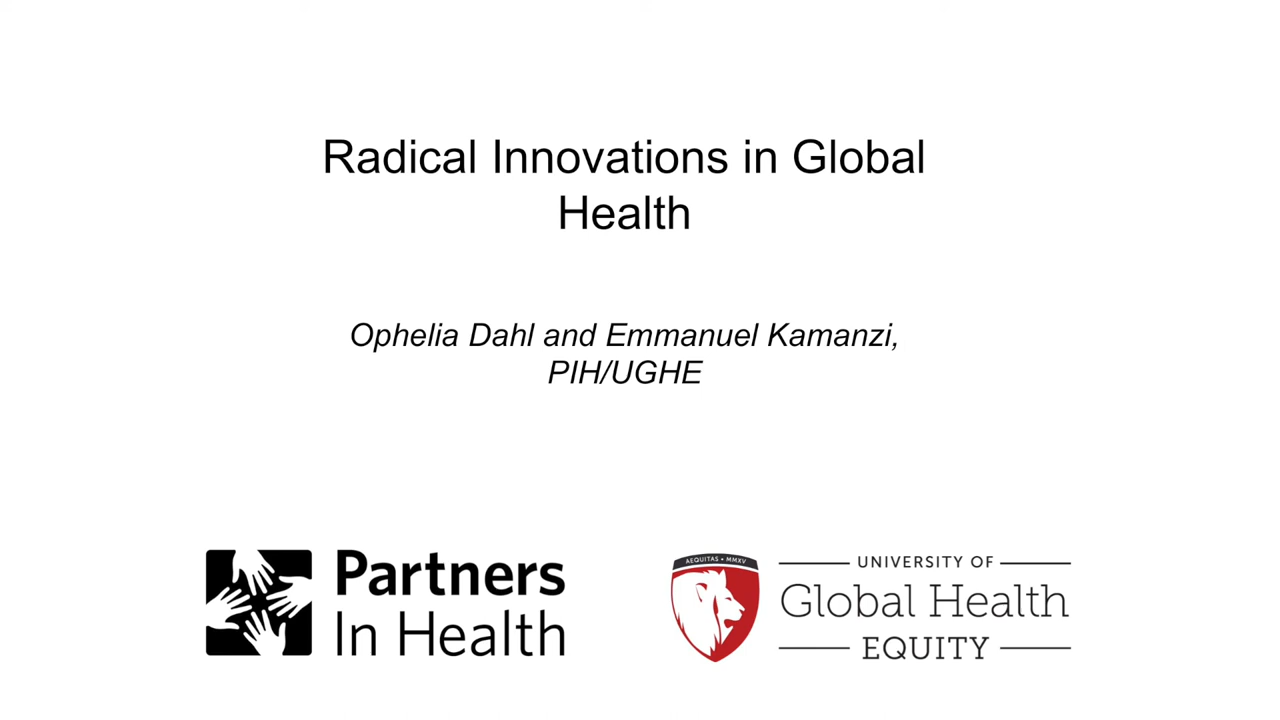 Radical Innovations in Global
Health
Ophelia Dahl and Emmanuel Kamanzi,
PIH/UGHE
Partners
In Health
AEQUITAS • MMXV
UNIVERSITY OF
Global Health
EQUITY